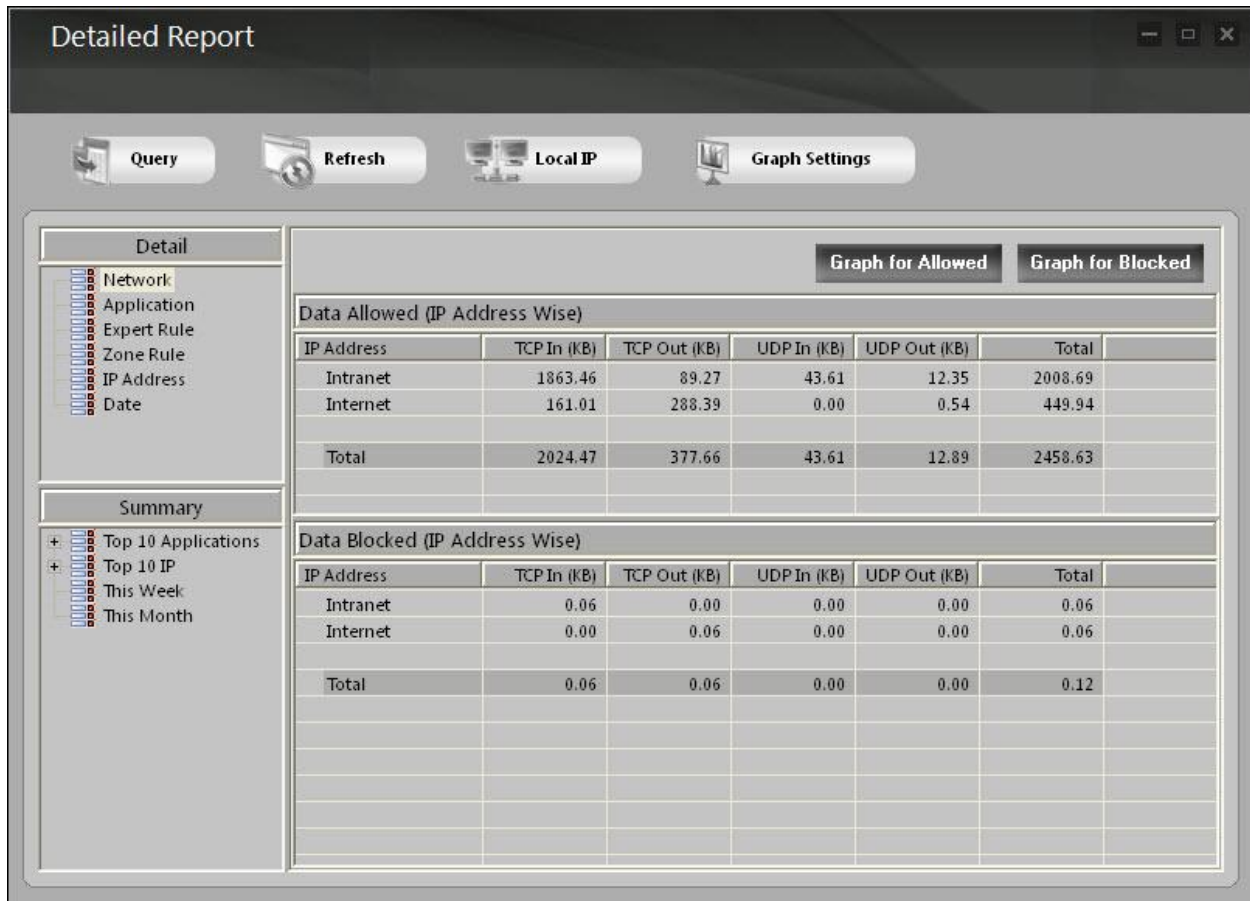 Detailed Report
Query
Refresh
Local IP
Graph Settings
Detail
Network
Application
Expert Rule
Zone Rule
IP Address
Date
Summary
Top 10 Applications
Top 10 IP
This Week
This Month
Graph for Allowed
Graph for Blocked
Data Allowed (IP Address Wise)
IP Address TCP In (KB) TCP Out (KB) UDP In (KB) UDP Out (KB) Total
Intranet 1863.46 89.27 43.61 12.35 2008.69
Internet 161.01 288.39 0.00 0.54 449.94
Total 2024.47 377.66 43.61 12.89 2458.63
Data Blocked (IP Address Wise)
IP Address TCP In (KB) TCP Out (KB) UDP In (KB) UDP Out (KB) Total
Intranet 0.06 0.00 0.00 0.00 0.06
Internet 0.00 0.06 0.00 0.00 0.06
Total 0.06 0.06 0.00 0.00 0.12